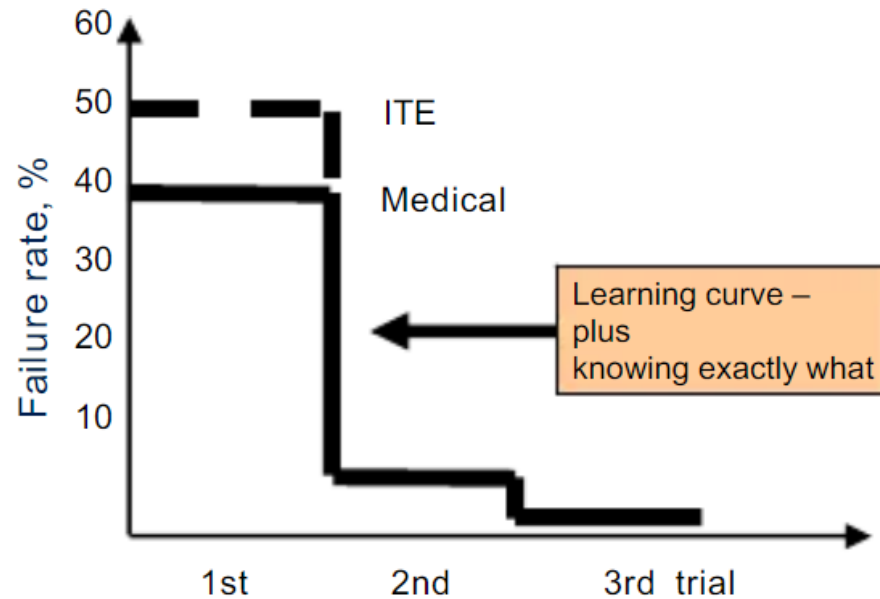 60
50
40
30
20
10
Failure rate, %
ITE
Medical
Learning curve –
plus
knowing exactly what
1st 2nd 3rd trial